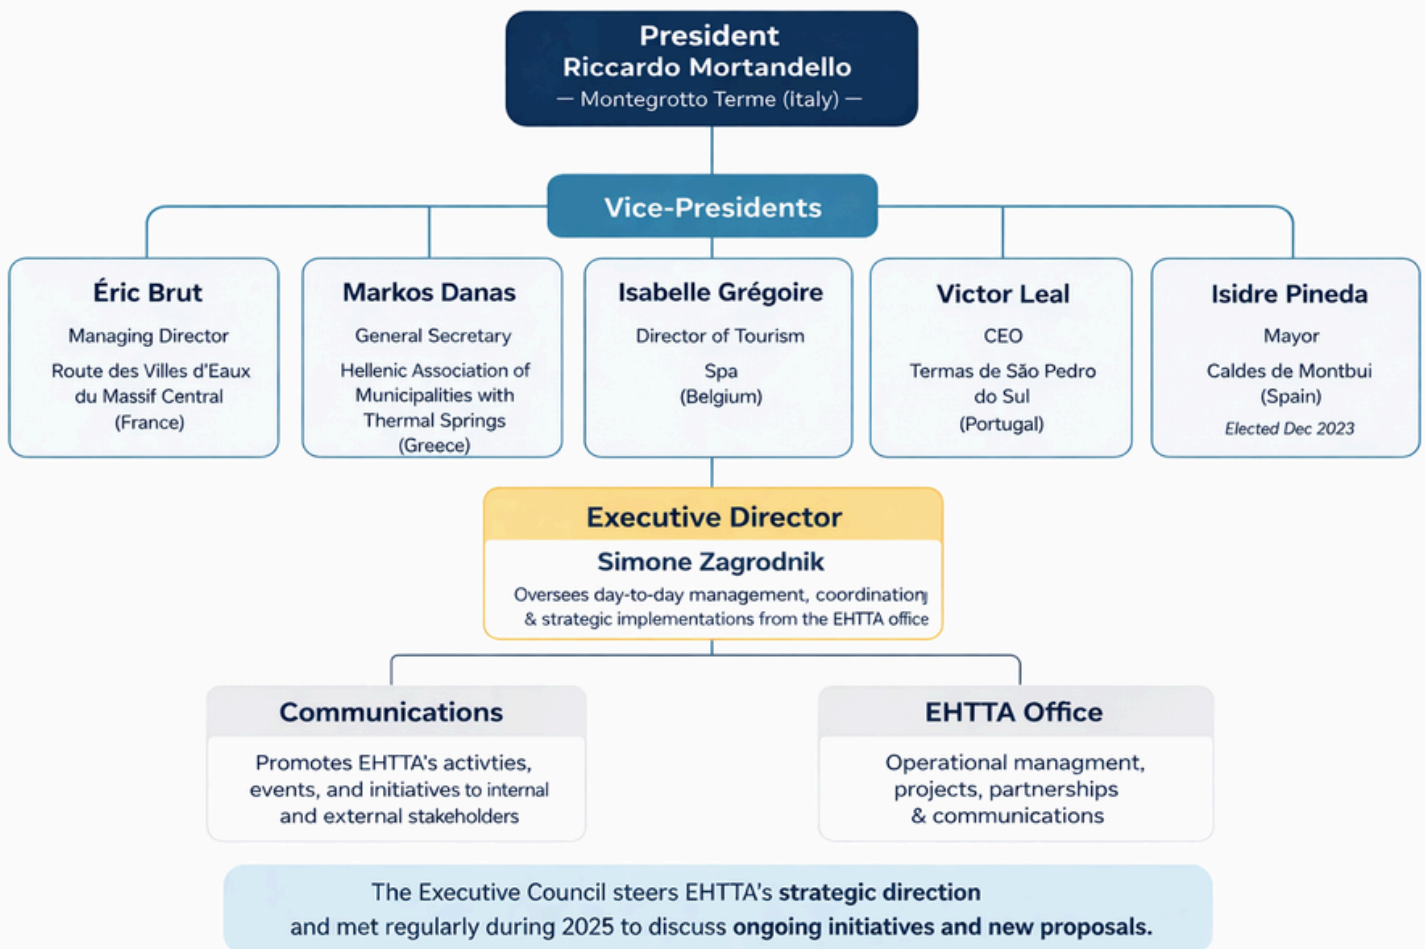 President
Riccardo Mortandello
— Montegrotto Terme (italy) —
Vice-Presidents
Éric Brut
Managing Director
Route des Villes d'Eaux
du Massif Central
(France)
Markos Danas
General Secretary
Hellenic Association of
Municipalities with
Thermal Springs
(Greece)
Isabelle Grégoire
Director of Tourism
Spa
(Belgium)
Victor Leal
CEO
Termas de São Pedro
do Sul
(Portugal)
Isidre Pineda
Mayor
Caldes de Montbui
(Spain)
Elected Dec 2023
Executive Director
Simone Zagrodnik
Oversees day-to-day management, coordination,
& strategic implementations from the EHTTA office
Communications
Promotes EHTTA's activties,
events, and initiatives to internal
and external stakeholders
EHTTA Office
Operational managment,
projects, partnerships
& communications
The Executive Council steers EHTTA's strategic direction
and met regularly during 2025 to discuss ongoing initiatives and new proposals.